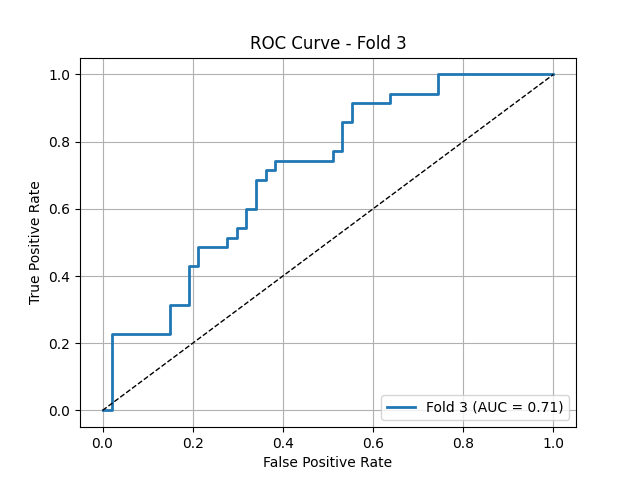 ROC Curve - Fold 3
True Positive Rate
1.0
0.8
0.6
0.4
0.2
0.0
Fold 3 (AUC = 0.71)
0.0 0.2 0.4 0.6 0.8 1.0
False Positive Rate